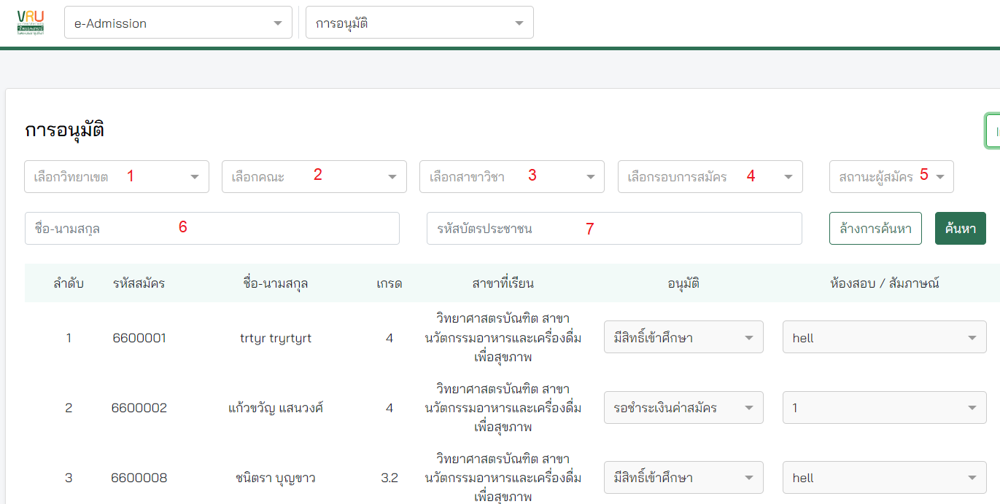 VRU
e-Admission
การอนุมัติ
การอนุมัติ
เลือกวิทยาเขต 1
เลือกคณะ 2
เลือกสาขาวิชา 3
เลือกรอบการสมัคร 4
สถานะผู้สมัคร 5
ชื่อ-นามสกุล 6
รหัสบัตรประชาชน 7
ล้างการค้นหา
ค้นหา
ลำดับ รหัสสมัคร ชื่อ-นามสกุล เกรด สาขาที่เรียน อนุมัติ ห้องสอบ / สัมภาษณ์
1 6600001 trtyr tryrtyrt 4
วิทยาศาสตรบัณฑิต สาขา
นวัตกรรมอาหารและเครื่องดื่ม
เพื่อสุขภาพ
มีสิทธิ์เข้าศึกษา
hell
2 6600002 แก้วขวัญ แสนวงศ์ 4
วิทยาศาสตรบัณฑิต สาขา
นวัตกรรมอาหารและเครื่องดื่ม
เพื่อสุขภาพ
รอชำระเงินค่าสมัคร
1
3 6600008 ชนิตรา บุญขาว 3.2
วิทยาศาสตรบัณฑิต สาขา
นวัตกรรมอาหารและเครื่องดื่ม
เพื่อสุขภาพ
มีสิทธิ์เข้าศึกษา
hell